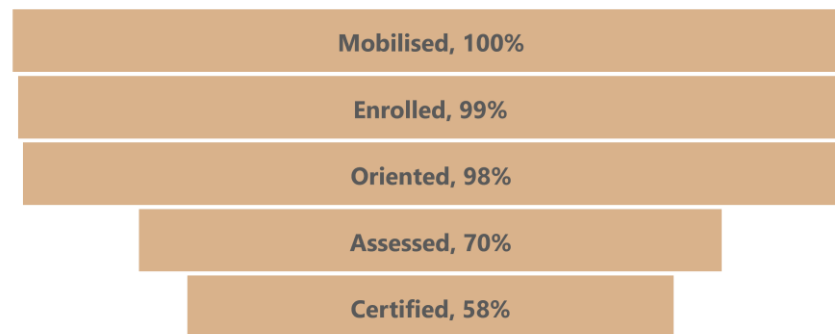 Mobilised, 100%
Enrolled, 99%
Oriented, 98%
Assessed, 70%
Certified, 58%